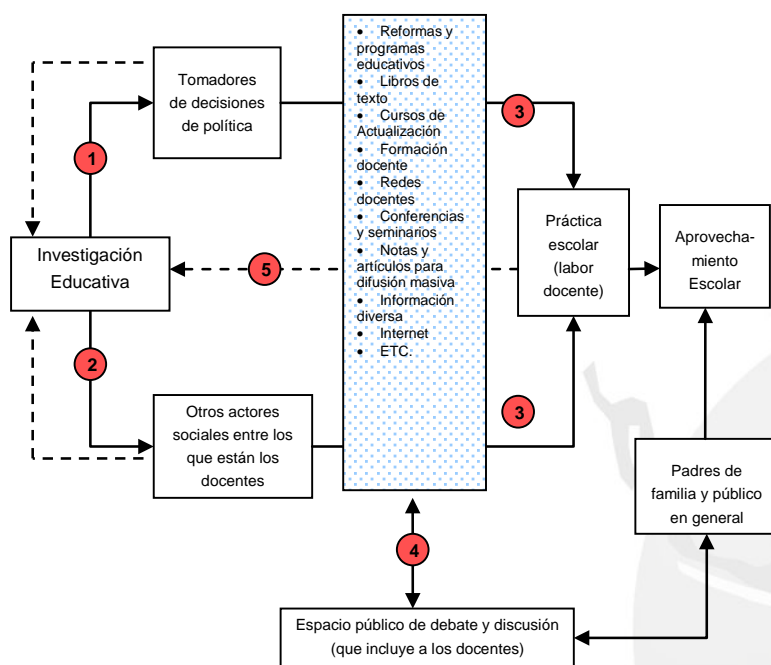 Tomadores
de decisiones
de política
• Reformas y
programas
educativos
• Libros de
texto
• Cursos de
Actualización
• Formación
docente
• Redes
docentes
• Conferencias
y seminarios
• Notas y
artículos para
difusión masiva
• Información
diversa
• Internet
• ETC.
3
1
Práctica
escolar
(labor
docente)
Aprovecha-
miento
Escolar
Investigación
Educativa
5
2
Otros actores
sociales entre los
que están los
docentes
3
Padres de
familia y público
en general
4
Espacio público de debate y discusión
(que incluye a los docentes)